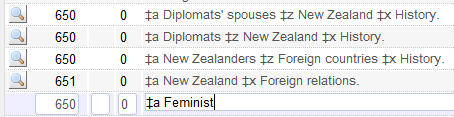 650 0 ‡a Diplomats' spouses ‡z New Zealand ‡x History.
650 0 ‡a Diplomats ‡z New Zealand ‡x History.
650 0 ‡a New Zealanders ‡z Foreign countries ‡x History.
651 0 ‡a New Zealand ‡x Foreign relations.
650 0 ‡a Feminist